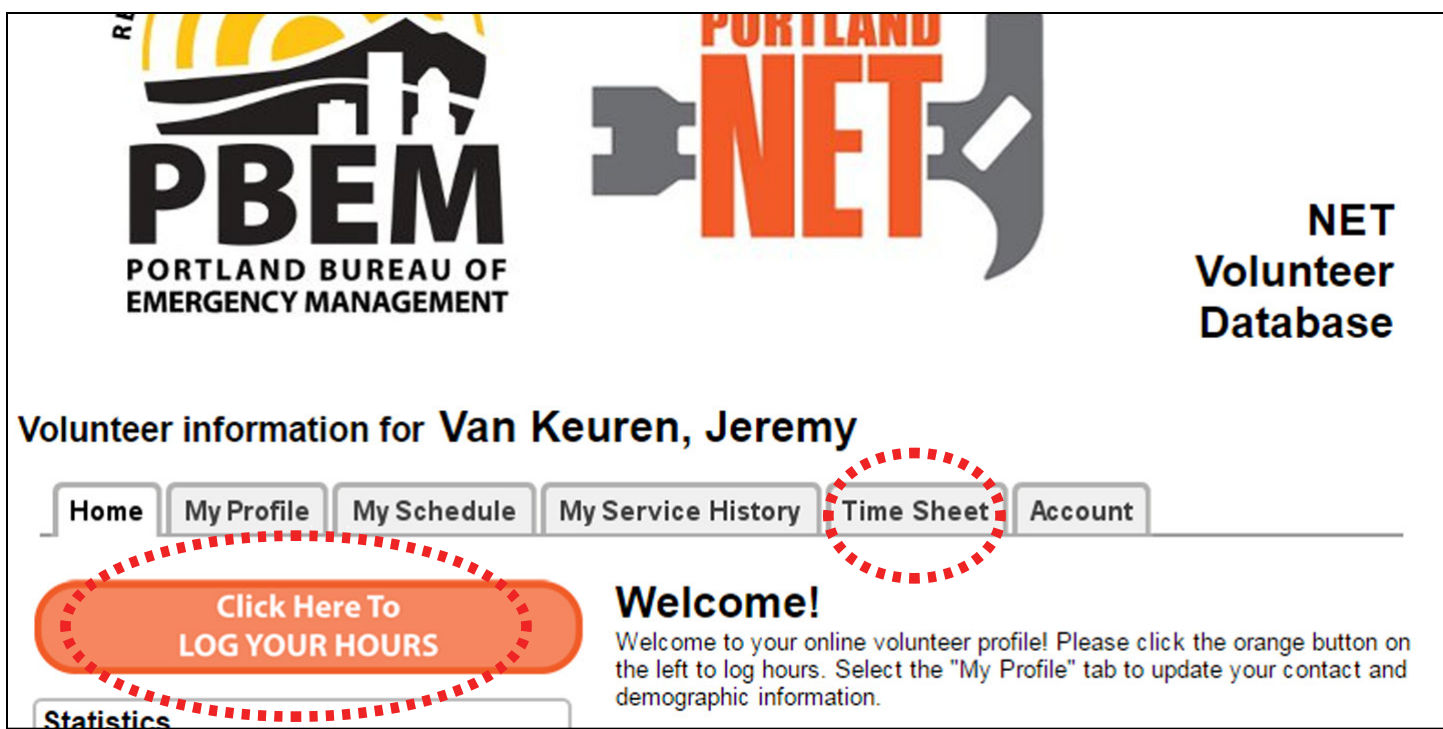 RE
PBEM
PORTLAND BUREAU OF
EMERGENCY MANAGEMENT
PORTLAND
NET
NET
Volunteer
Database
Volunteer information for Van Keuren, Jeremy
Home My Profile My Schedule My Service History Time Sheet Account
Click Here To
LOG YOUR HOURS
Welcome!
Welcome to your online volunteer profile! Please click the orange button on
the left to log hours. Select the "My Profile" tab to update your contact and
demographic information.
Statistics